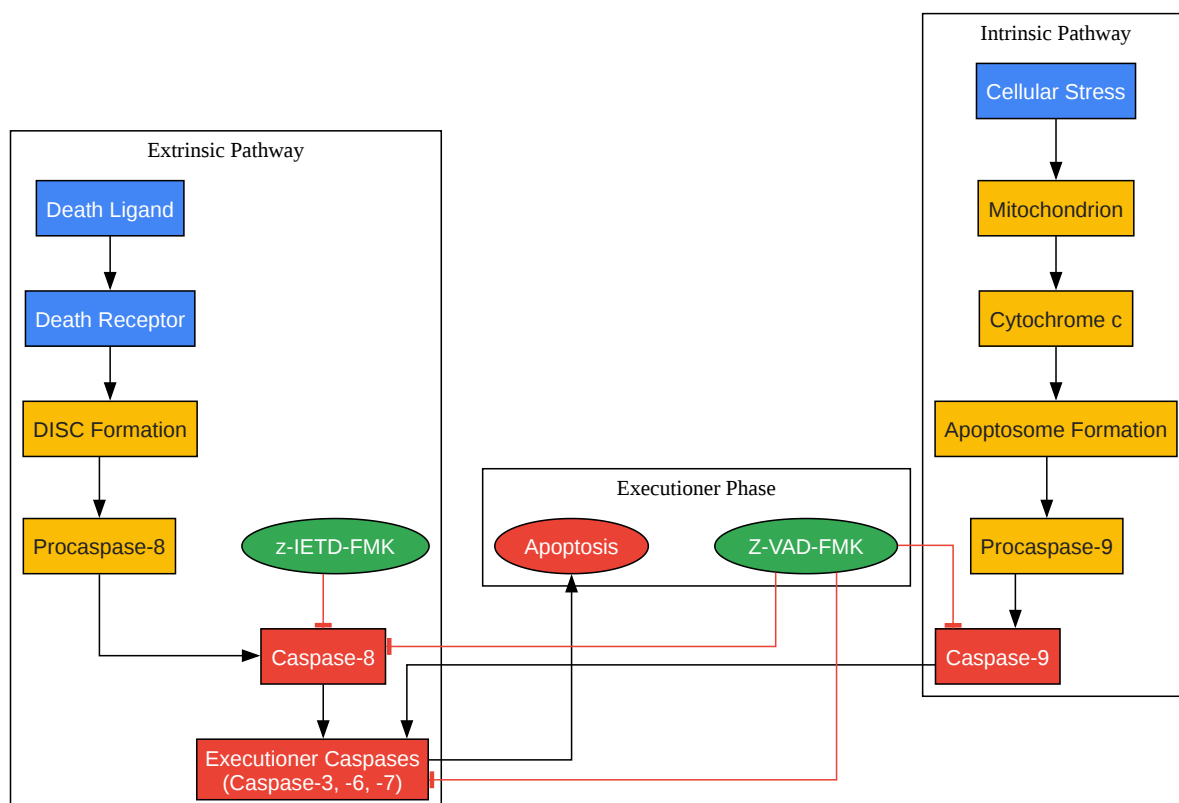 Intrinsic Pathway
Cellular Stress
Extrinsic Pathway
Death Ligand
Mitochondrion
Death Receptor
Cytochrome c
DISC Formation
Apoptosome Formation
Executioner Phase
Procaspase-8
z-IETD-FMK
Apoptosis
Z-VAD-FMK
Procaspase-9
Caspase-8
Caspase-9
Executioner Caspases
(Caspase-3, -6, -7)